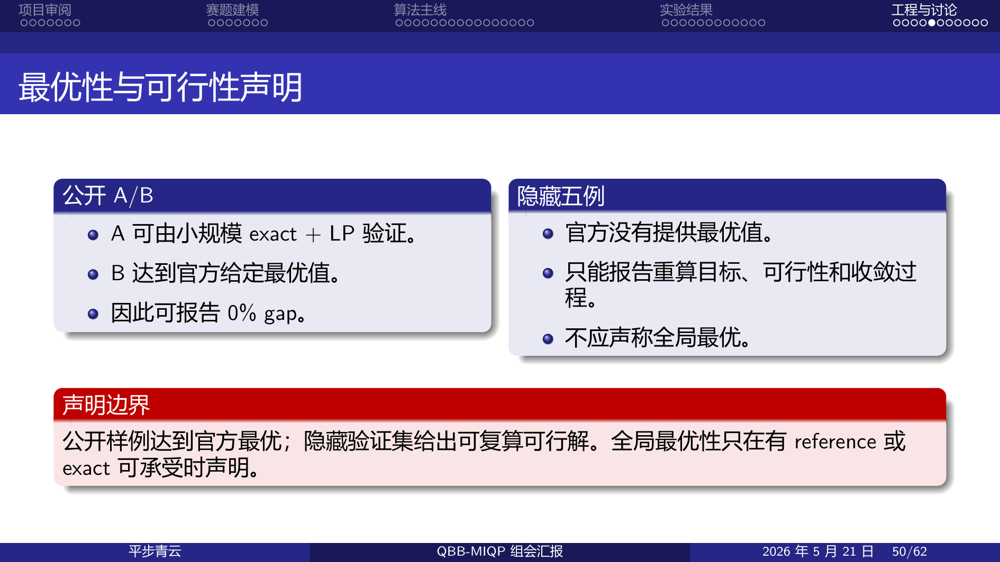 项目审阅
赛题建模
算法主线
实验结果
工程与讨论
最优性与可行性声明
公开 A/B
A 可由小规模 exact + LP 验证。
B 达到官方给定最优值。
因此可报告 0% gap。
隐藏五例
官方没有提供最优值。
只能报告重算目标、可行性和收敛过
程。
不应声称全局最优。
声明边界
公开样例达到官方最优；隐藏验证集给出可复算可行解。全局最优性只在有 reference 或
exact 可承受时声明。
平步青云
QBB-MIQP 组会汇报
2026 年 5 月 21 日 50/62